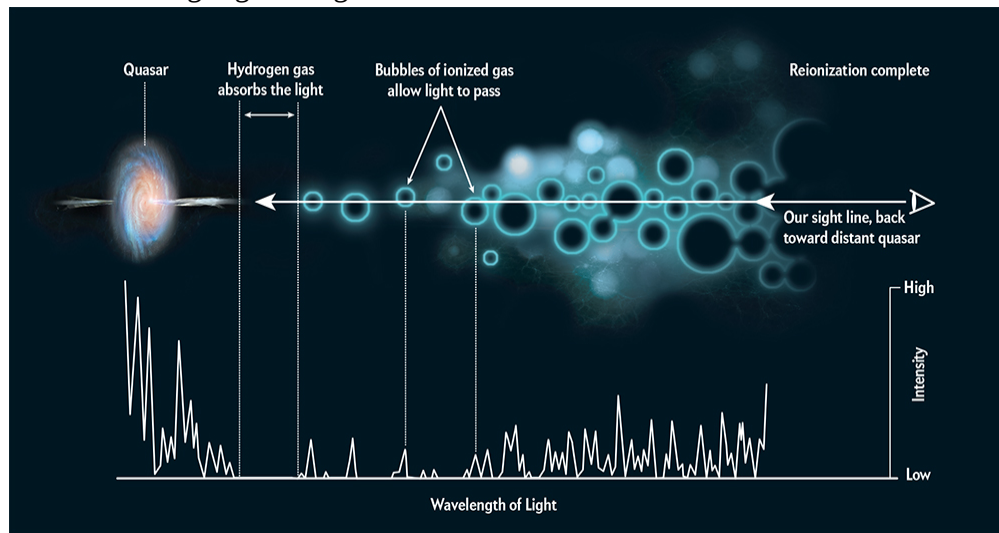 Quasar
Hydrogen gas
absorbs the light
Bubbles of ionized gas
allow light to pass
Reionization complete
Our sight line, back
toward distant quasar
High
Intensity
Low
Wavelength of Light